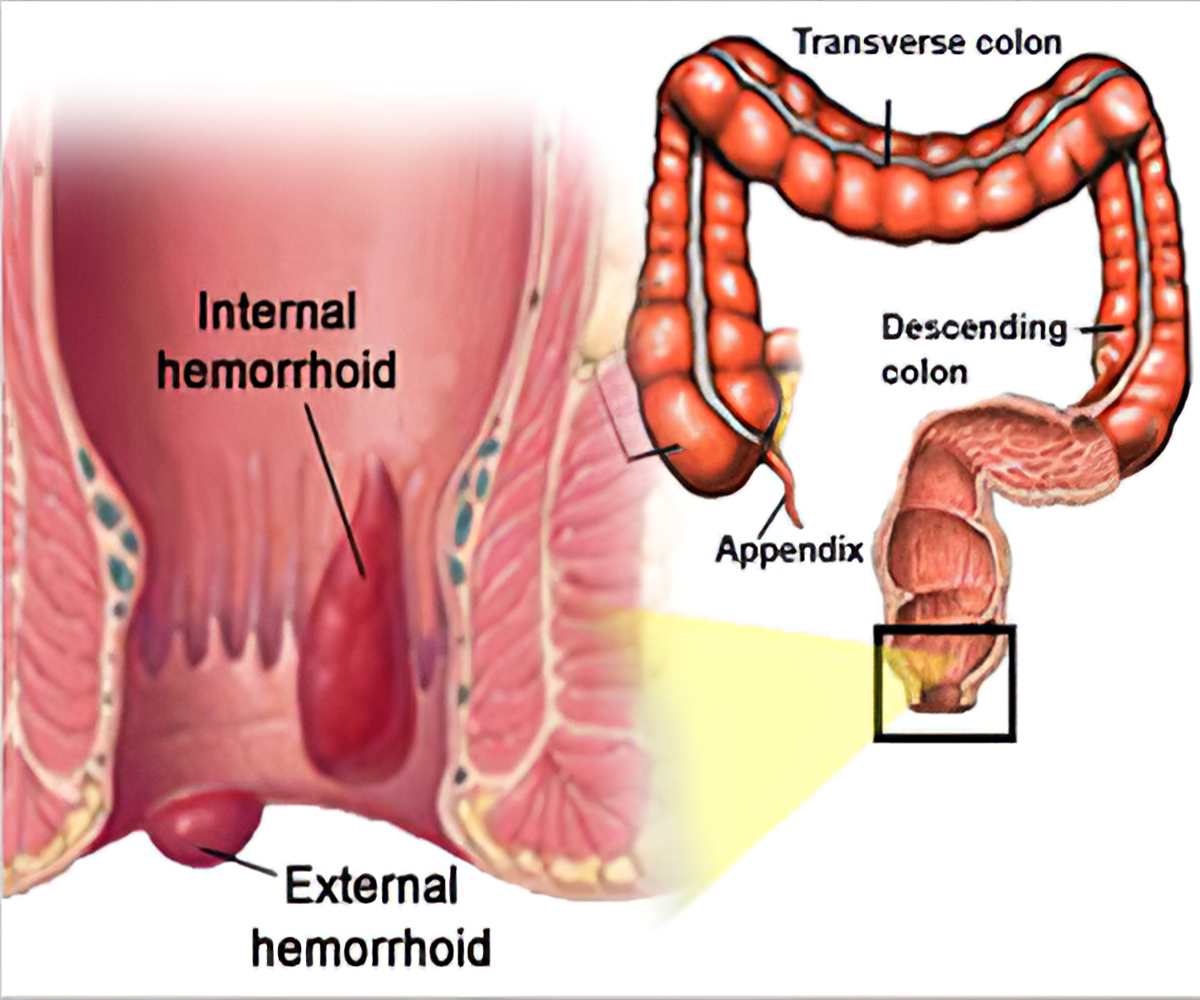 Transverse colon
Internal
hemorrhoid
Descending
colon
Appendix
External
hemorrhoid